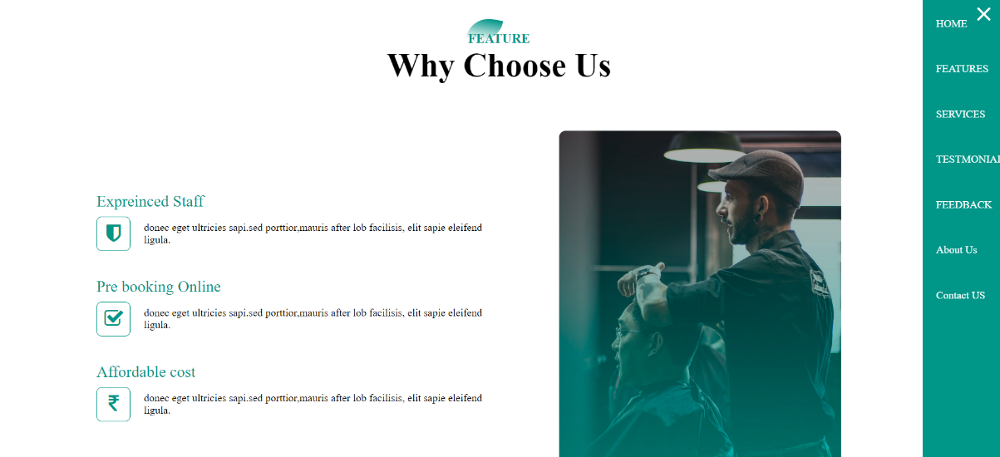 FEATURE
Why Choose Us
Expreinced Staff
donec eget ultricies sapi.sed porttior,mauris after lob facilisis, elit sapie eleifend
ligula.
Pre booking Online
donec eget ultricies sapi.sed porttior,mauris after lob facilisis, elit sapie eleifend
ligula.
Affordable cost
donec eget ultricies sapi.sed porttior,mauris after lob facilisis, elit sapie eleifend
ligula.
HOME
FEATURES
SERVICES
TESTMONIAL
FEEDBACK
About Us
Contact US